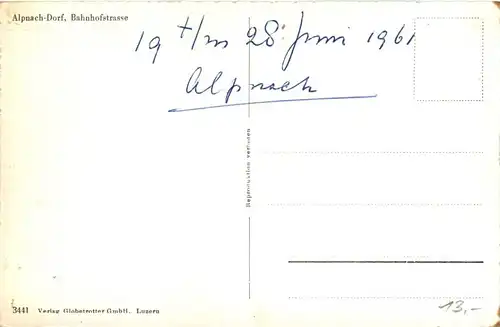 Alpnach-Dorf, Bahnhofstrasse
19 t/m 28 Juni 1961
Alpnach
Reproduktion verboten
3441 Verlag Globetrotter GmbH., Luzern
13,-